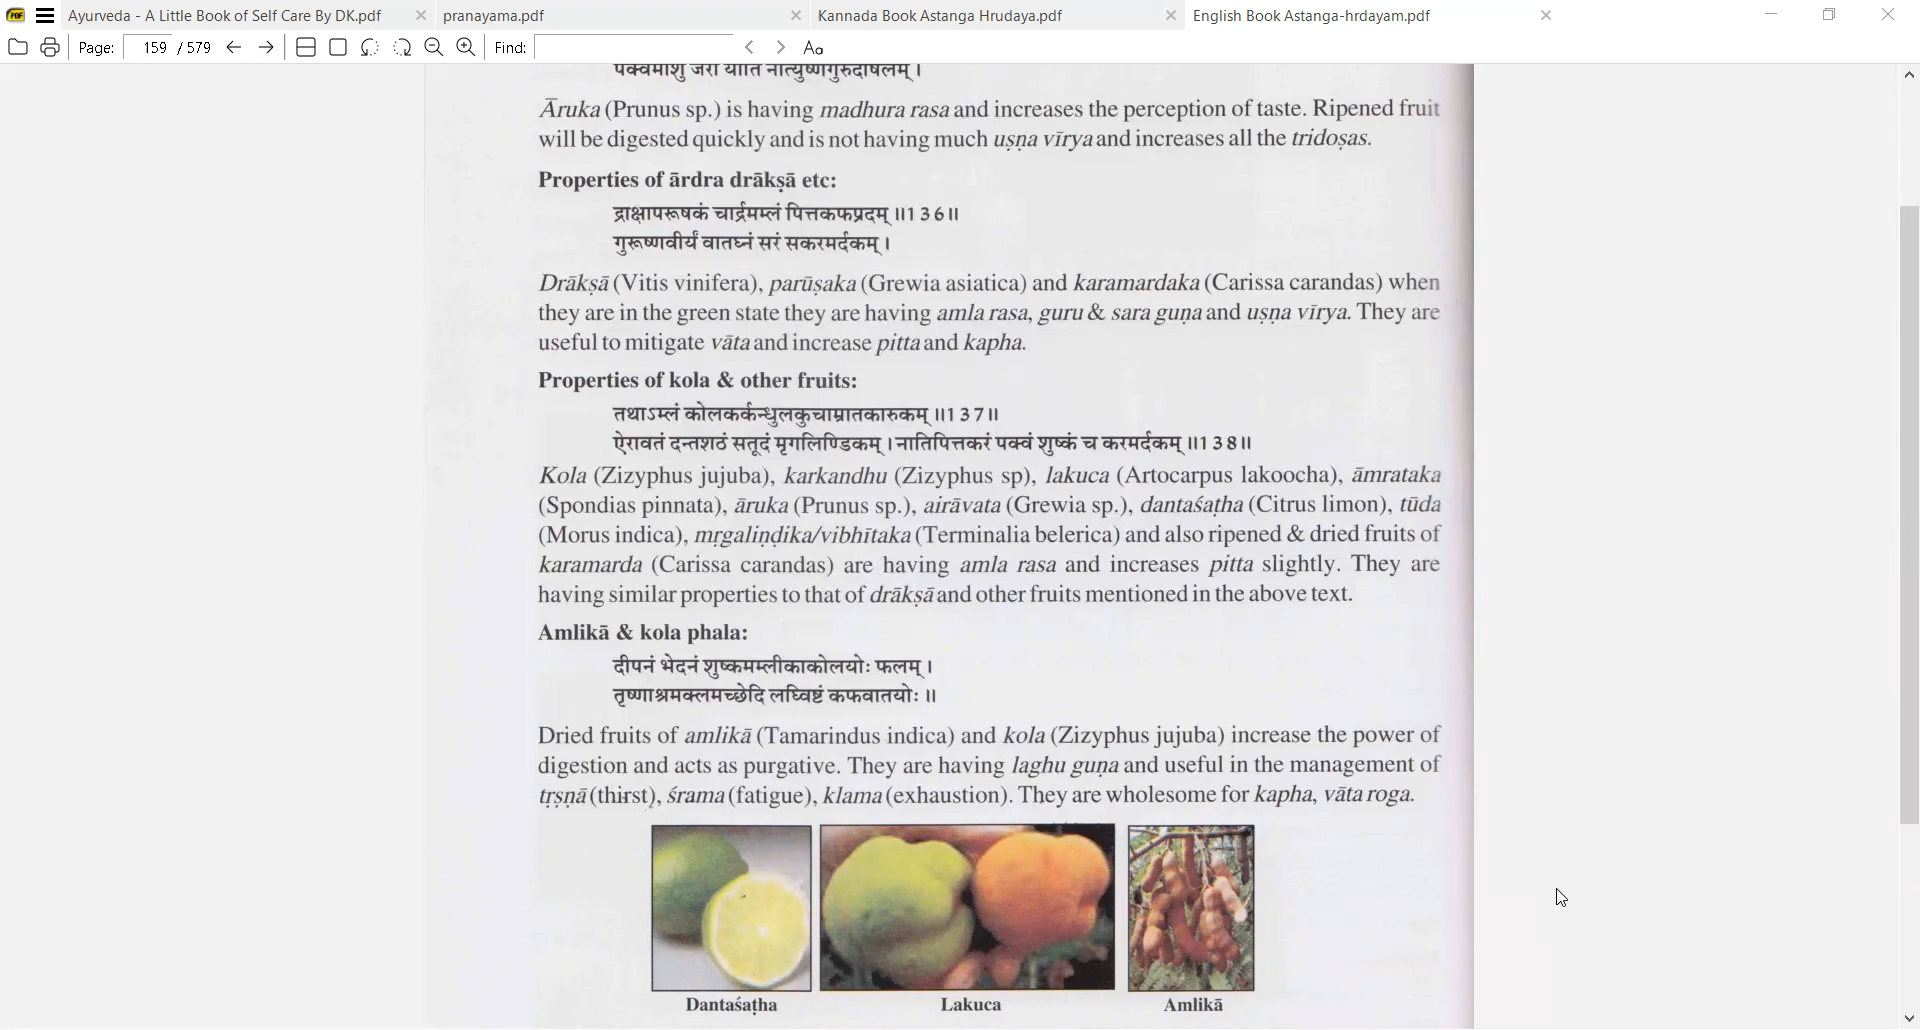 Ayurveda - A Little Book of Self Care By DK.pdf
pranayama.pdf
Kannada Book Astanga Hrudaya.pdf
English Book Astanga-hrdayam.pdf
Page: 159 / 579
Find:
Aa
पक्वमाशु जरां याति नात्युष्णगुरुदोषलम् ।
Āruka (Prunus sp.) is having madhura rasa and increases the perception of taste. Ripened fruit
will be digested quickly and is not having much uṣṇa vīrya and increases all the tridoṣas.
Properties of ārdra drākṣā etc:
द्राक्षापरूषकं चार्द्रमम्लं पित्तकफप्रदम् ॥136॥
गुरूष्णवीर्यं वातघ्नं सरं सकरमर्दकम् ।
Drākṣā (Vitis vinifera), parūṣaka (Grewia asiatica) and karamardaka (Carissa carandas) when
they are in the green state they are having amla rasa, guru & sara guṇa and uṣṇa vīrya. They are
useful to mitigate vāta and increase pitta and kapha.
Properties of kola & other fruits:
तथाऽम्लं कोलकर्कन्धुलकुचाम्रातकारुकम् ॥137॥
ऐरावतं दन्तशठं सतूदं मृगलिण्डिकम् । नातिपित्तकरं पक्वं शुष्कं च करमर्दकम् ॥138॥
Kola (Zizyphus jujuba), karkandhu (Zizyphus sp), lakuca (Artocarpus lakoocha), āmrataka
(Spondias pinnata), āruka (Prunus sp.), airāvata (Grewia sp.), dantaśaṭha (Citrus limon), tūda
(Morus indica), mṛgaliṇḍika/vibhītaka (Terminalia belerica) and also ripened & dried fruits of
karamarda (Carissa carandas) are having amla rasa and increases pitta slightly. They are
having similar properties to that of drākṣā and other fruits mentioned in the above text.
Amlikā & kola phala:
दीपनं भेदनं शुष्कमम्लीकाकोलयोः फलम् ।
तृष्णाश्रमक्लमच्छेदि लघ्विष्टं कफवातयोः ॥
Dried fruits of amlikā (Tamarindus indica) and kola (Zizyphus jujuba) increase the power of
digestion and acts as purgative. They are having laghu guṇa and useful in the management of
tṛṣṇā (thirst), śrama (fatigue), klama (exhaustion). They are wholesome for kapha, vāta roga.
Dantaśaṭha
Lakuca
Amlikā